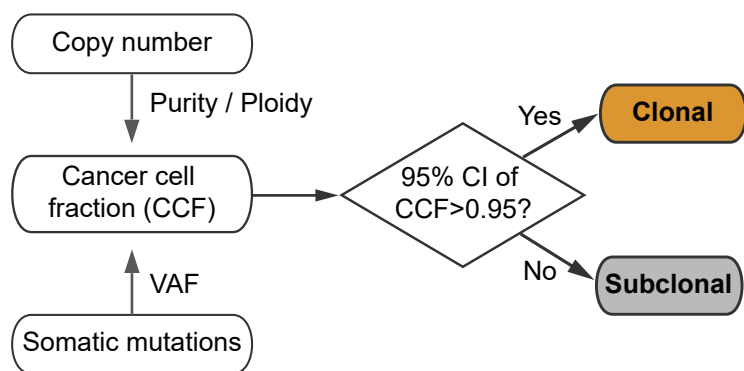 Copy number
Purity / Ploidy
Cancer cell
fraction (CCF)
VAF
Somatic mutations
95% CI of
CCF>0.95?
Yes
Clonal
No
Subclonal